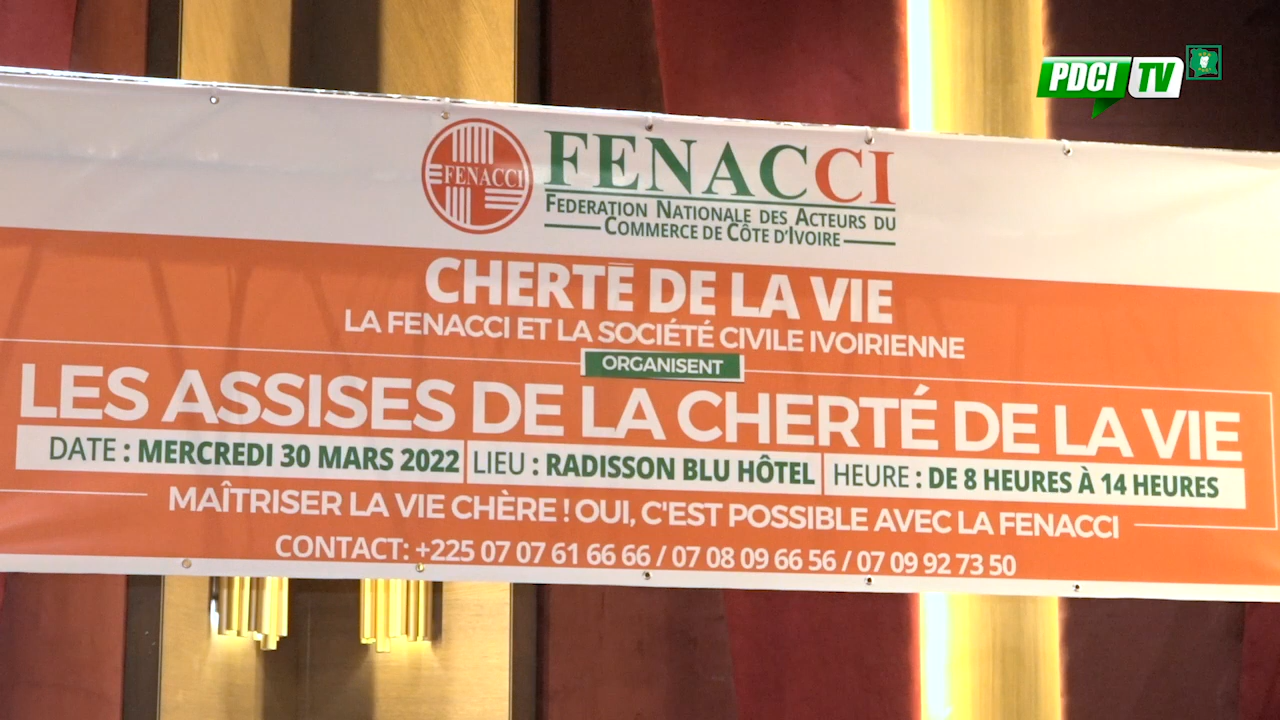 PDCI TV
FENACCI
FENACCI
FEDERATION NATIONALE DES ACTEURS DU
COMMERCE DE CÔTE D'IVOIRE
CHERTĒ DE LA VIE
LA FENACCI ET LA SOCIÉTÉ CIVILE IVOIRIENNE
ORGANISENT
LES ASSISES DE LA CHERTÉ DE LA VIE
DATE : MERCREDI 30 MARS 2022 LIEU : RADISSON BLU HÔTEL HEURE : DE 8 HEURES À 14 HEURES
MAÎTRISER LA VIE CHÈRE ! OUI, C'EST POSSIBLE AVEC LA FENACCI
CONTACT: +225 07 07 61 66 66 / 07 08 09 66 56 / 07 09 92 73 50